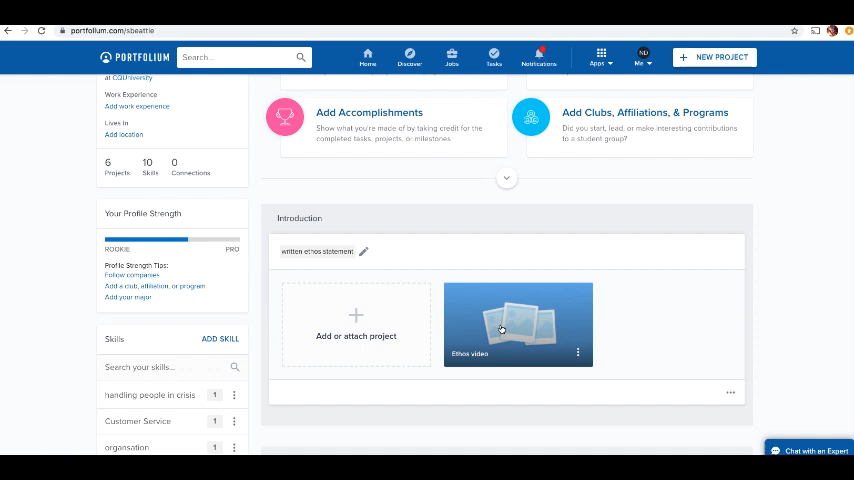 portfolium.com/sbeattie
PORTFOLIUM
Search...
Home
Discover
Jobs
Tasks
Notifications
Apps
ND
Me
+ NEW PROJECT
at CQUniversity
Work Experience
Add work experience
Lives In
Add location
6 10 0
Projects Skills Connections
Your Profile Strength
ROOKIE PRO
Profile Strength Tips:
Follow companies
Add a club, affiliation, or program
Add your major
Skills ADD SKILL
Search your skills...
handling people in crisis 1
Customer Service 1
organsation 1
Add Accomplishments
Show what you're made of by taking credit for the
completed tasks, projects, or milestones
Add Clubs, Affiliations, & Programs
Did you start, lead, or make interesting contributions
to a student group?
Introduction
written ethos statement
Add or attach project
Ethos video
Chat with an Expert